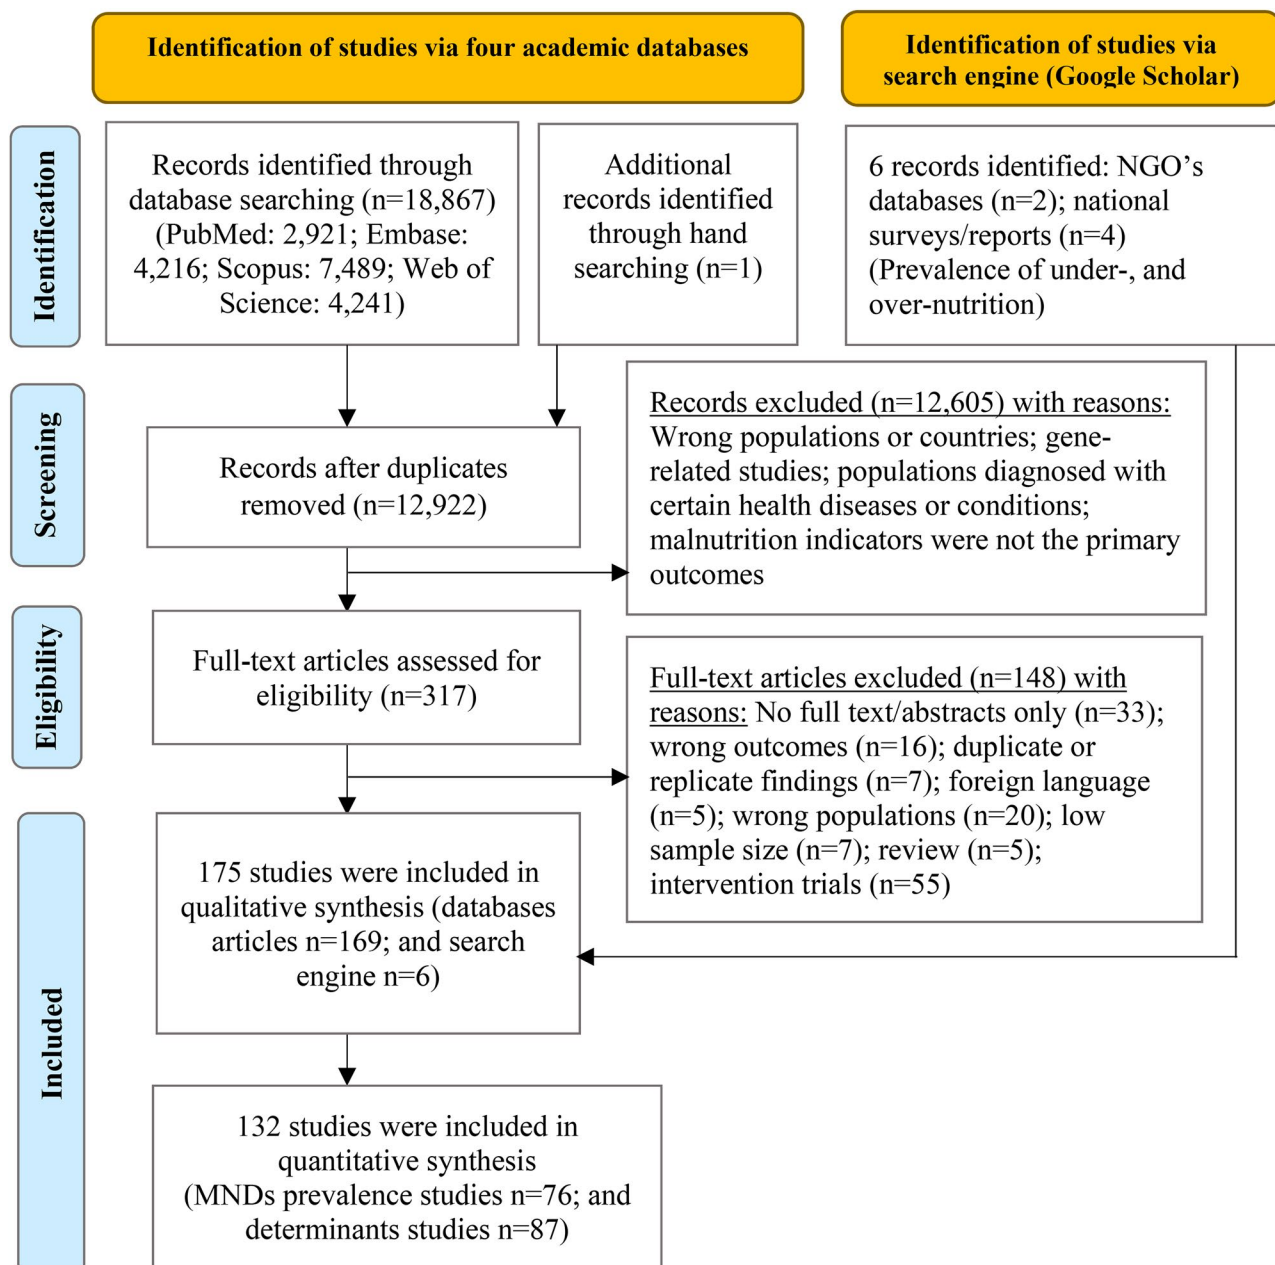 Identification of studies via four academic databases
Identification of studies via
search engine (Google Scholar)
Identification
Records identified through
database searching (n=18,867)
(PubMed: 2,921; Embase:
4,216; Scopus: 7,489; Web of
Science: 4,241)
Additional
records identified
through hand
searching (n=1)
6 records identified: NGO’s
databases (n=2); national
surveys/reports (n=4)
(Prevalence of under-, and
over-nutrition)
Screening
Records after duplicates
removed (n=12,922)
Records excluded (n=12,605) with reasons:
Wrong populations or countries; gene-
related studies; populations diagnosed with
certain health diseases or conditions;
malnutrition indicators were not the primary
outcomes
Eligibility
Full-text articles assessed for
eligibility (n=317)
Full-text articles excluded (n=148) with
reasons: No full text/abstracts only (n=33);
wrong outcomes (n=16); duplicate or
replicate findings (n=7); foreign language
(n=5); wrong populations (n=20); low
sample size (n=7); review (n=5);
intervention trials (n=55)
Included
175 studies were included in
qualitative synthesis (databases
articles n=169; and search
engine n=6)
132 studies were included in
quantitative synthesis
(MNDs prevalence studies n=76; and
determinants studies n=87)